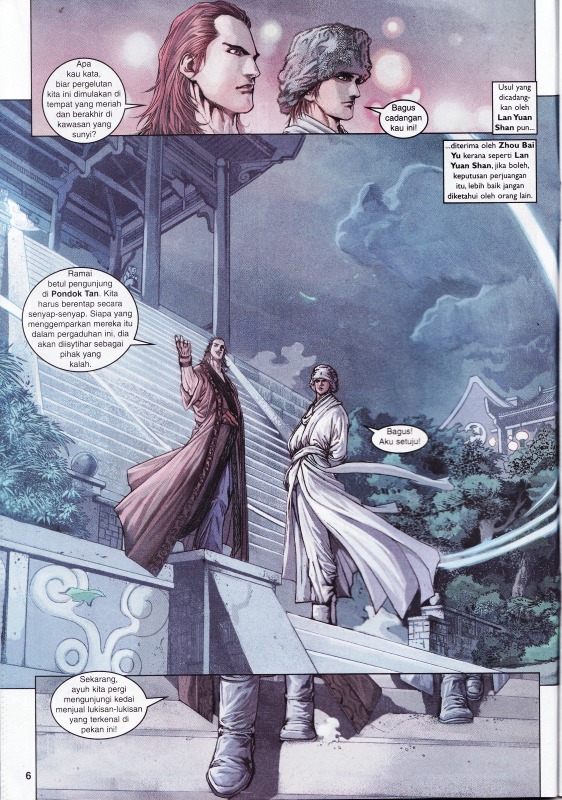 Apa
kau kata,
biar pergelutan
kita ini dimulakan di
tempat yang meriah
dan berakhir di
kawasan yang
sunyi?
Bagus
cadangan
kau ini!
Usul yang
dicadang-
kan oleh
Lan Yuan
Shan pun...
...diterima oleh Zhou Bai
Yu kerana seperti Lan
Yuan Shan, jika boleh,
keputusan perjuangan
itu, lebih baik jangan
diketahui oleh orang lain.
Ramai
betul pengunjung
di Pondok Tan. Kita
harus berentap secara
senyap-senyap. Siapa yang
menggemparkan mereka itu
dalam pergaduhan ini, dia
akan diisytihar sebagai
pihak yang
kalah.
Bagus!
Aku setuju!
Sekarang,
ayuh kita pergi
mengunjungi kedai
menjual lukisan-lukisan
yang terkenal di
pekan ini!
6